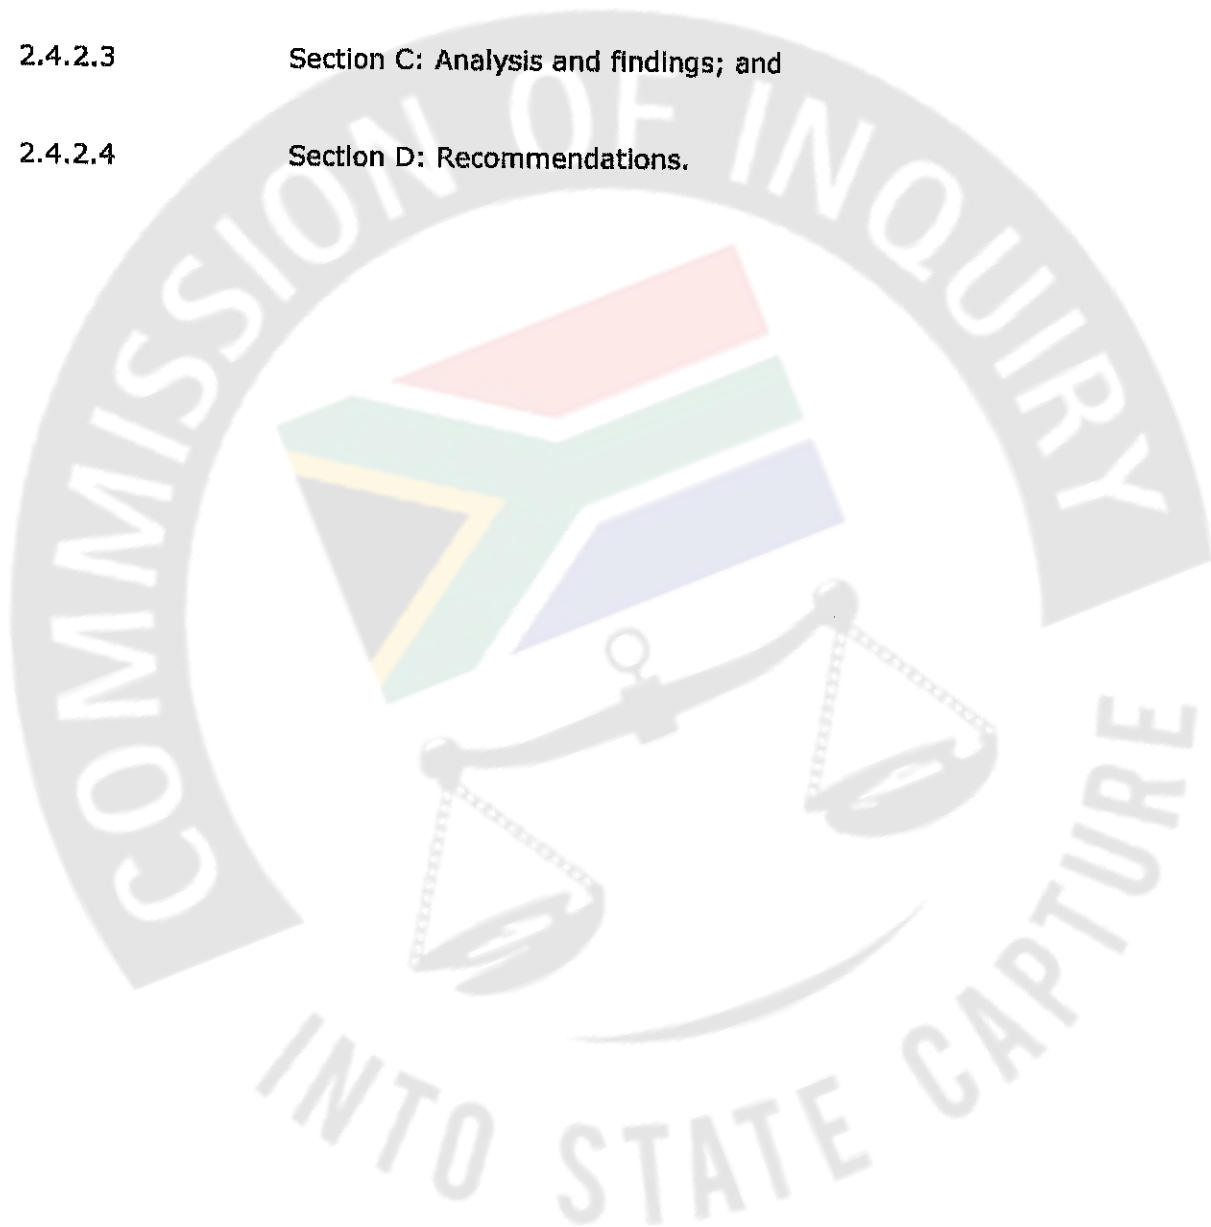 2.4.2.3 Section C: Analysis and findings; and
2.4.2.4 Section D: Recommendations.
COMMISSION OF INQUIRY
INTO STATE CAPTURE